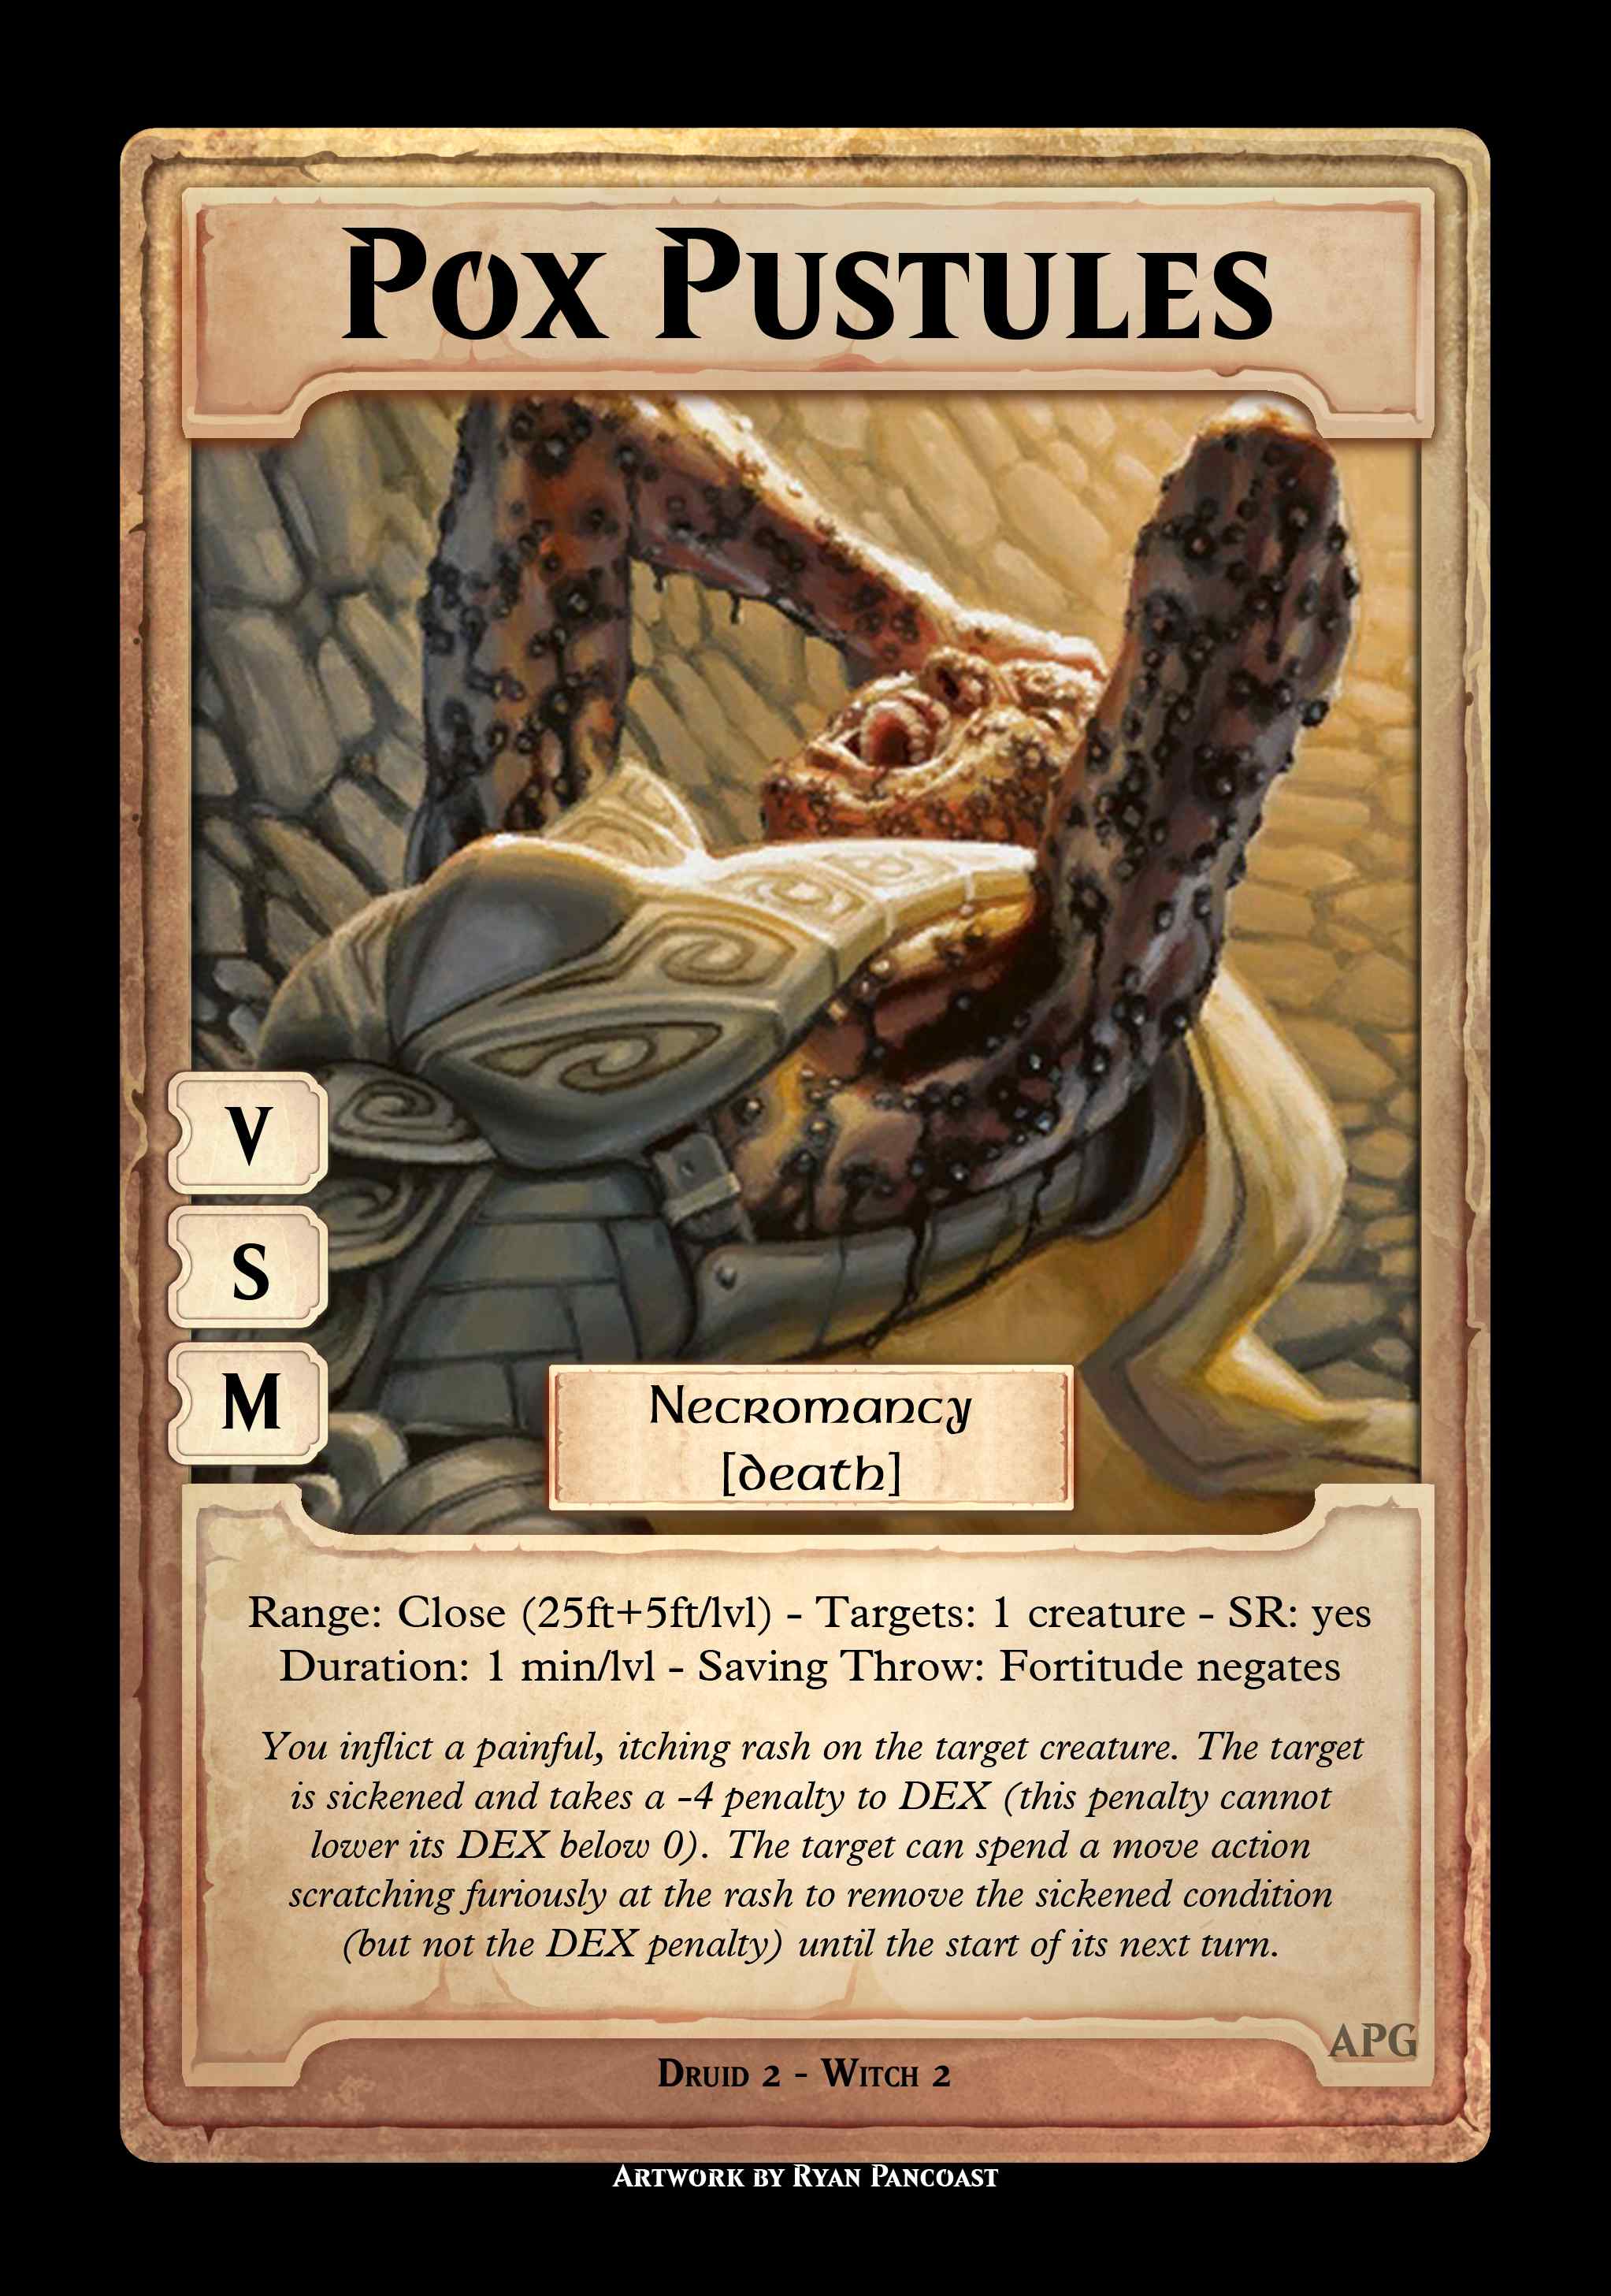 Pox Pustules
V
S
M
Necromancy
[death]
Range: Close (25ft+5ft/lvl) - Targets: 1 creature - SR: yes
Duration: 1 min/lvl - Saving Throw: Fortitude negates
You inflict a painful, itching rash on the target creature. The target
is sickened and takes a -4 penalty to DEX (this penalty cannot
lower its DEX below 0). The target can spend a move action
scratching furiously at the rash to remove the sickened condition
(but not the DEX penalty) until the start of its next turn.
APG
Druid 2 - Witch 2
Artwork by Ryan Pancoast